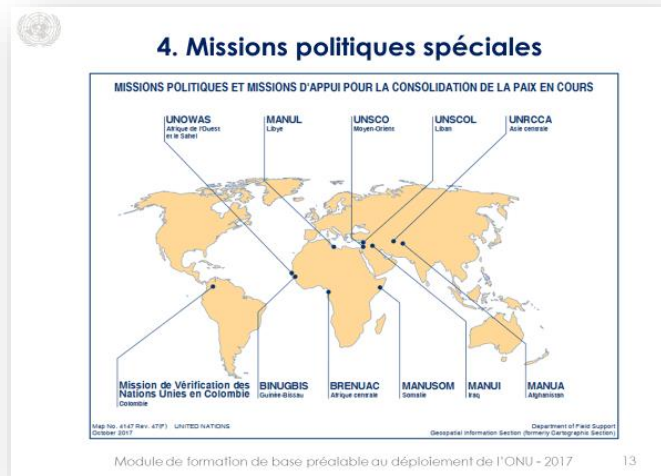 4. Missions politiques spéciales
MISSIONS POLITIQUES ET MISSIONS D'APPUI POUR LA CONSOLIDATION DE LA PAIX EN COURS
UNOWAS
Afrique de l'Ouest
et le Sahel
MANUL
Libye
UNSCO
Moyen-Orient
UNSCOL
Liban
UNRCCA
Asie centrale
Mission de Vérification des
Nations Unies en Colombie
Colombie
BINUGBIS
Guinée-Bissau
BRENUAC
Afrique centrale
MANUSOM
Somalie
MANUI
Iraq
MANUA
Afghanistan
Map No. 4147 Rev. 47(F) UNITED NATIONS
October 2017
Department of Field Support
Geospatial Information Section (formerly Cartographic Section)
Module de formation de base préalable au déploiement de l'ONU - 2017
13